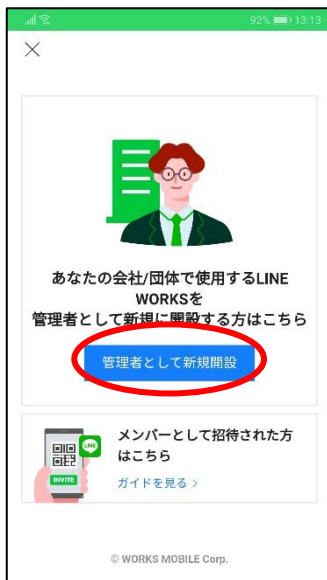 92% 13:13
あなたの会社/団体で使用するLINE
WORKSを
管理者として新規に開設する方はこちら
管理者として新規開設
LINE
INVITE
メンバーとして招待された方
はこちら
ガイドを見る >
© WORKS MOBILE Corp.